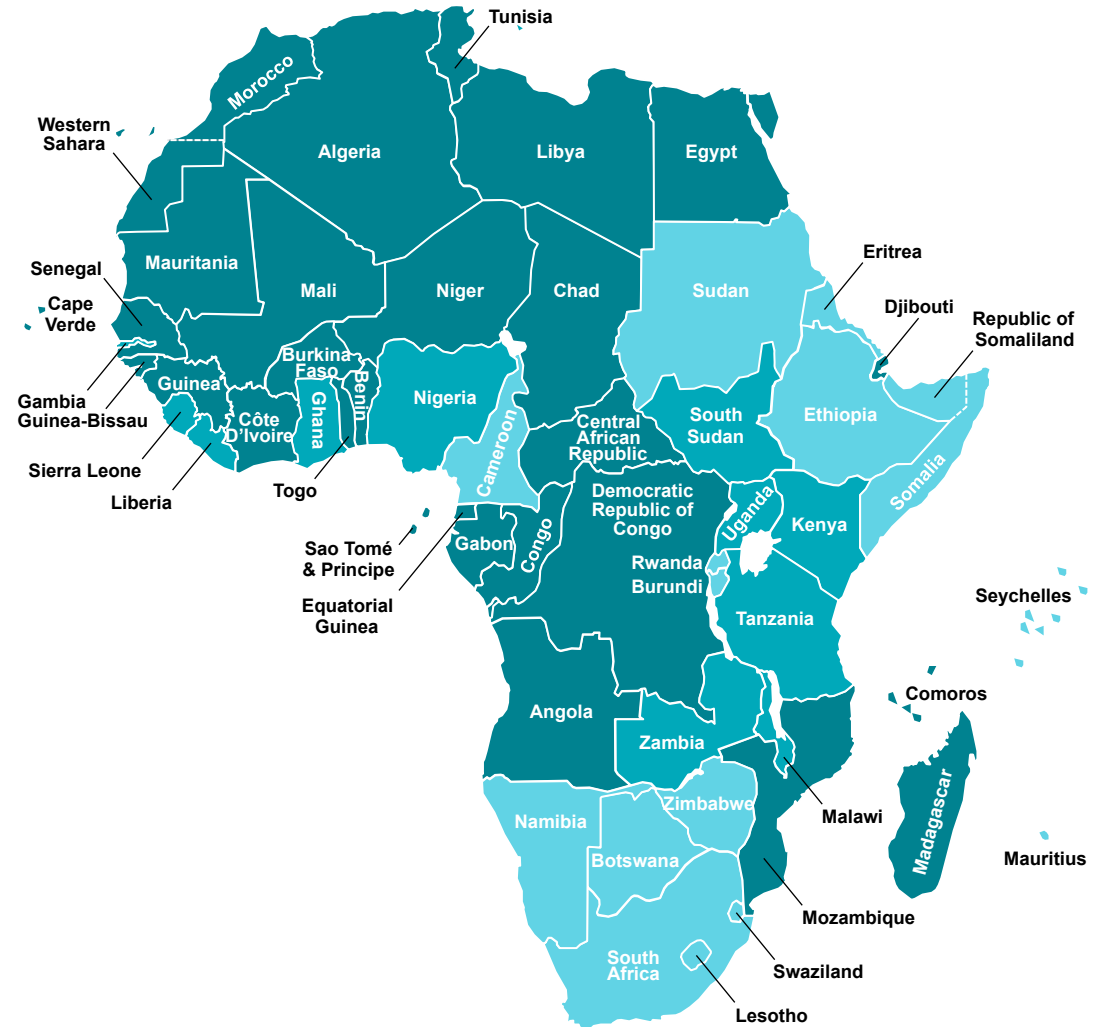 Tunisia
Morocco
Western
Sahara
Algeria
Libya
Egypt
Mauritania
Senegal
Cape
Verde
Mali
Niger
Chad
Sudan
Eritrea
Djibouti
Republic of
Somaliland
Gambia
Guinea-Bissau
Guinea
Burkina
Faso
Benin
Ghana
Côte
D'Ivoire
Nigeria
Cameroon
Central
African
Republic
South
Sudan
Ethiopia
Somalia
Sierra Leone
Liberia
Togo
Sao Tomé
& Principe
Equatorial
Guinea
Gabon
Congo
Democratic
Republic of
Congo
Uganda
Kenya
Rwanda
Burundi
Tanzania
Seychelles
Comoros
Angola
Zambia
Malawi
Madagascar
Mauritius
Mozambique
Zimbabwe
Namibia
Botswana
South
Africa
Swaziland
Lesotho